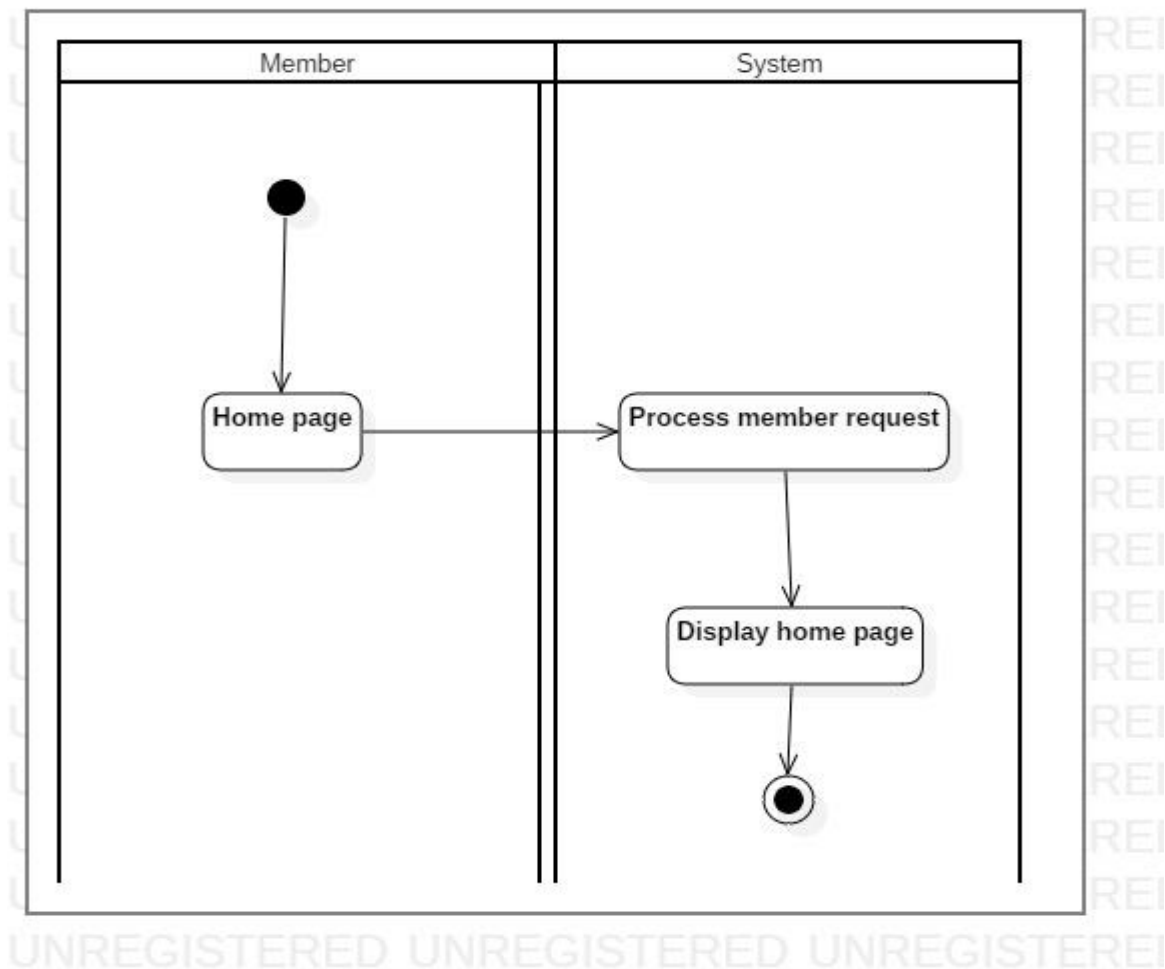 Member
System
Home page
Process member request
Display home page
UNREGISTERED UNREGISTERED UNREGISTERED